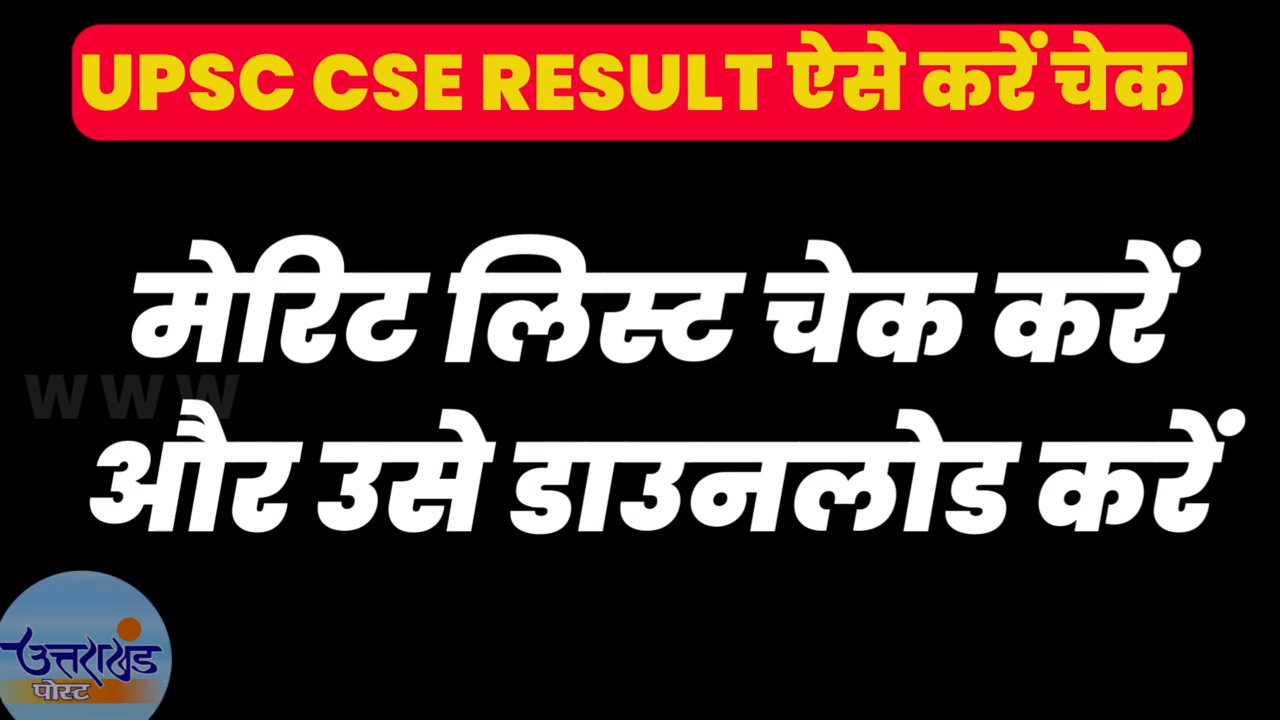 UPSC CSE RESULT ऐसे करें चेक
मेरिट लिस्ट चेक करें
WWW
और उसे डाउनलोड करें
उत्तराखंड
पोस्ट